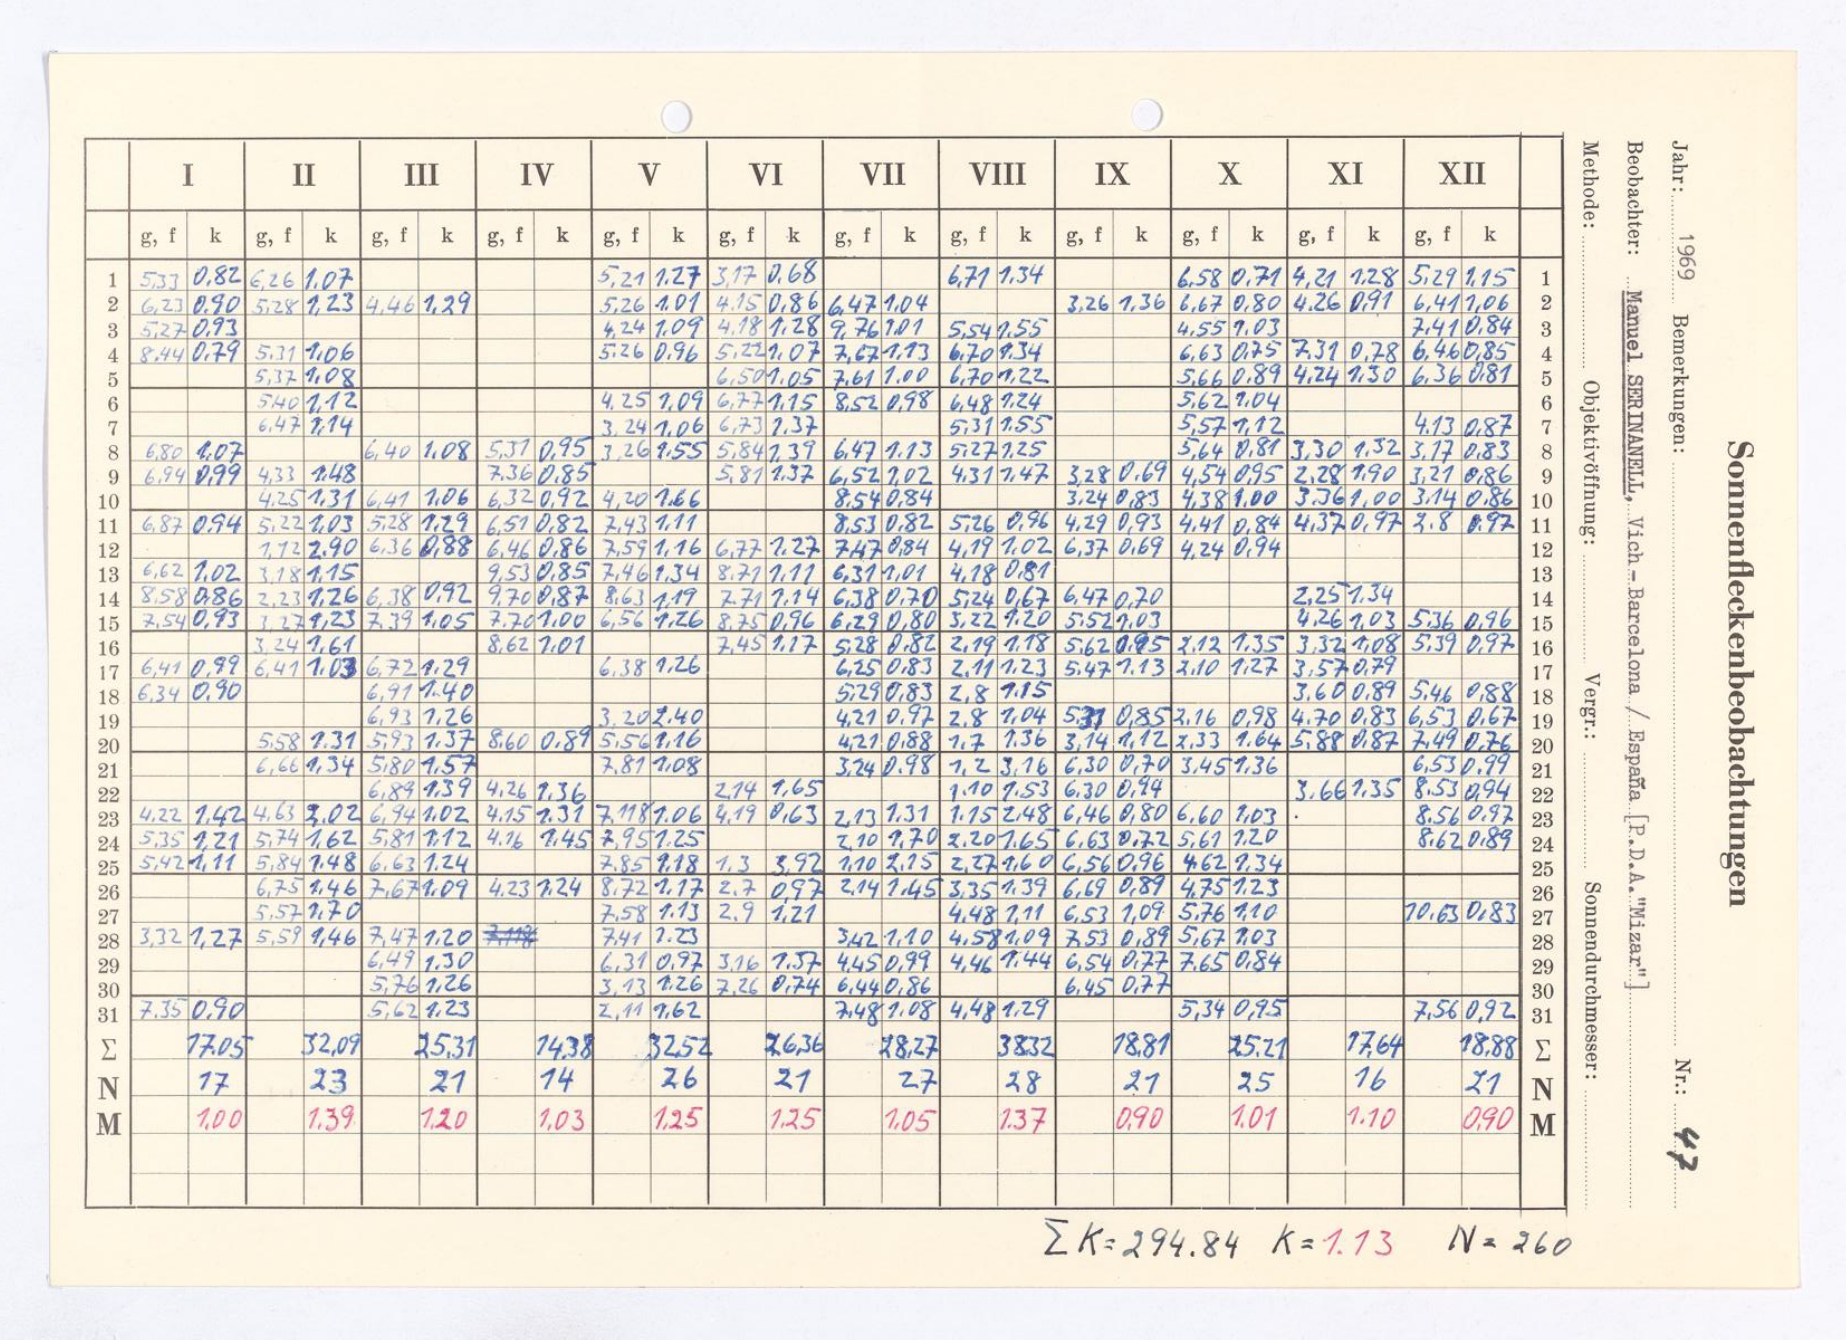 Sonnenfleckenbeobachtungen
Jahr: 1969 Bemerkungen: Nr.: 47
Beobachter: Manuel SERINANELL, Vich - Barcelona / España [P.D.A. "Mizar"]
Methode: Objektivöffnung: Vergr.: Sonnendurchmesser:
I II III IV V VI VII VIII IX X XI XII
g, f k g, f k g, f k g, f k g, f k g, f k g, f k g, f k g, f k g, f k g, f k g, f k
1 5,33 0,82 6,26 1.07 5,21 1.27 3,17 0,68 6,71 1.34 6,58 0,71 4,21 1.28 5,29 1,15 1
2 6,23 0,90 5,28 1,23 4,46 1,29 5,26 1.01 4.15 0,86 6,47 1,04 3,26 1,36 6,67 0,80 4.26 0,91 6,41 1,06 2
3 5,27 0,93 4,24 1.09 4,18 1.28 9,76 1.01 5,54 1.55 4,55 1.03 7.41 0,84 3
4 8,44 0,79 5,31 1,06 5,26 0,96 5,22 1,07 7,67 1,13 6,70 1.34 6,63 0,75 7,31 0,78 6,46 0,85 4
5 5,37 1.08 6,50 1.05 7,61 1.00 6,70 1,22 5,66 0,89 4,24 1,30 6,36 0,81 5
6 5,40 1,12 4,25 1,09 6,77 1,15 8,52 0,98 6,48 1,24 5,62 1.04 6
7 6,47 1,14 3,24 1,06 6,73 1.37 5,31 1.55 5,57 1,12 4.13 0,87 7
8 6,80 1.07 6,40 1.08 5,31 0,95 3,26 1.55 5,84 1,39 6,47 1,13 5,27 1.25 5,64 0,81 3,30 1.32 3,17 0,83 8
9 6,94 0,99 4,33 1.48 7.36 0,85 5,81 1.37 6,52 1,02 4,31 1.47 3,28 0,69 4,54 0,95 2,28 1,90 3,21 0,86 9
10 4,25 1.31 6,41 1,06 6,32 0,92 4,20 1.66 8,54 0,84 3,24 0,83 4,38 1.00 3.36 1,00 3,14 0,86 10
11 6,87 0,94 5,22 1.03 5,28 1,29 6,51 0,82 7,43 1.11 8,53 0,82 5,26 0,96 4,29 0,93 4,41 0,84 4,37 0,97 2,8 0,97 11
12 1,12 2,90 6,36 0,88 6,46 0,86 7,59 1,16 6,77 1.27 7,47 0,84 4,19 1.02 6,37 0,69 4,24 0,94 12
13 6,62 1,02 3,18 1,15 9,53 0,85 7,46 1.34 8,71 1.11 6,31 1,01 4,18 0,81 13
14 8,58 0,86 2,23 1,26 6,38 0,92 9,70 0,87 8,63 1,19 7.71 1.14 6,38 0,70 5,24 0,67 6,47 0,70 2,25 1.34 14
15 7,54 0,93 3,27 1,23 7,39 1.05 7,70 1.00 6,56 1,26 8,75 0,96 6,29 0,80 3,22 1.20 5,52 1.03 4,26 1,03 5,36 0,96 15
16 3,24 1,61 8,62 1,01 7,45 1.17 5,28 0,82 2,19 1,18 5,62 0.95 2,12 1.35 3,32 1,08 5,39 0,97 16
17 6,41 0,99 6,41 1.03 6,72 1.29 6,38 1.26 6,25 0,83 2.11 1.23 5,47 1.13 2,10 1.27 3,57 0,79 17
18 6,34 0,90 6,91 1.40 5,29 0,83 2,8 1.15 3,60 0,89 5,46 0,88 18
19 6,93 1.26 3,20 2.40 4,21 0,97 2,8 1,04 5,31 0,85 2,16 0,98 4.70 0,83 6,53 0,67 19
20 5,58 1.31 5,93 1.37 8,60 0,89 5,56 1.16 4,21 0,88 1,7 1.36 3,14 1,12 2,33 1.64 5,88 0,87 7,49 0,76 20
21 6,66 1,34 5,80 1,57 7,81 1.08 3,24 0.98 1,2 3,16 6,30 0,70 3,45 1.36 6,53 0,99 21
22 6,89 1.39 4,26 1.36 2,14 1,65 1.10 1.53 6,30 0,94 3,66 1.35 8,53 0,94 22
23 4,22 1,42 4,63 2,02 6,94 1.02 4,15 1.31 7,118 1.06 4,19 0,63 2,13 1.31 1.15 2,48 6,46 0,80 6,60 1.03 8.56 0,97 23
24 5,35 1,21 5,74 1,62 5,81 1.12 4.16 1.45 7,95 1.25 2,10 1,70 2,20 1.65 6,63 0,72 5,61 1.20 8,62 0.89 24
25 5,42 1,11 5,84 1.48 6,63 1.24 7,85 1.18 1,3 3,92 1,10 2,15 2,27 1.60 6,56 0,96 4,62 1.34 25
26 6,75 1.46 7,67 1.09 4.23 1.24 8,72 1.17 2,7 0,97 2,14 1.45 3,35 1.39 6,69 0,89 4,75 1.23 26
27 5,57 1,70 7,58 1.13 2,9 1,21 4,48 1,11 6,53 1,09 5,76 1.10 10,63 0,83 27
28 3,32 1,27 5,59 1,46 7,47 1.20 7,118 7,41 1.23 3,42 1,10 4,58 1.09 7,53 0,89 5,67 1.03 28
29 6,49 1,30 6,31 0,97 3,16 1.37 4,45 0,99 4,46 1.44 6,54 0,77 7,65 0,84 29
30 5,76 1.26 3,13 1.26 7,26 0,74 6,44 0,86 6,45 0,77 30
31 7,35 0,90 5,62 1.23 2,11 1,62 7,48 1.08 4,48 1.29 5,34 0,95 7,56 0,92 31
Σ 17.05 32,09 25,31 14,38 32,52 26,36 28,27 38.32 18,81 25.21 17,64 18,88 Σ
N 17 23 21 14 26 21 27 28 21 25 16 21 N
M 1.00 1.39 1.20 1,03 1,25 1.25 1.05 1.37 0,90 1.01 1.10 0,90 M
ΣK=294.84 K=1.13 N=260